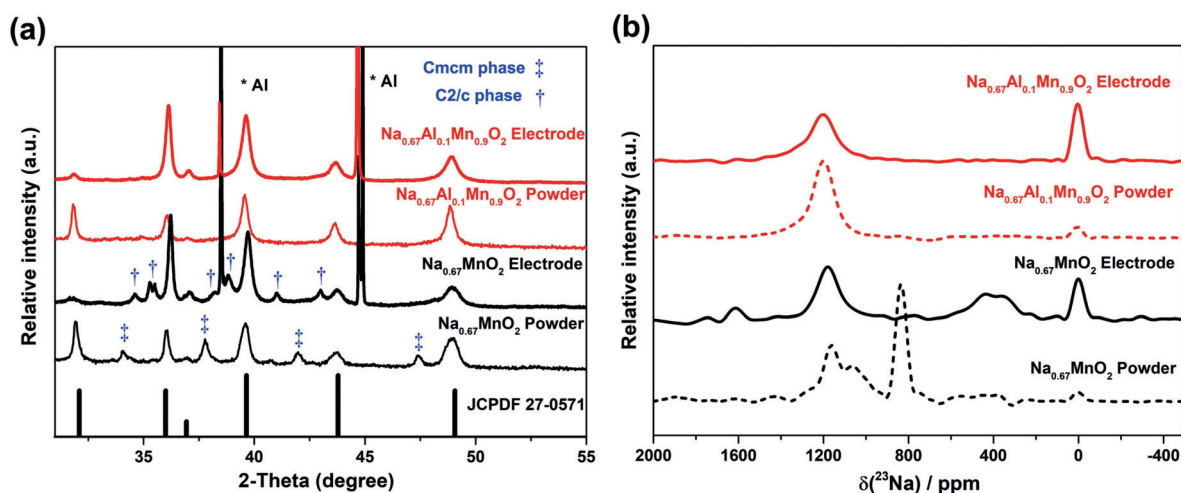 (a)
Relative intensity (a.u.)
* Al
* Al
Cmcm phase ‡
C2/c phase †
Na₀.₆₇Al₀.₁Mn₀.₉O₂ Electrode
Na₀.₆₇Al₀.₁Mn₀.₉O₂ Powder
Na₀.₆₇MnO₂ Electrode
† † † † † †
Na₀.₆₇MnO₂ Powder
‡ ‡ ‡ ‡
JCPDF 27-0571
35 40 45 50 55
2-Theta (degree)
(b)
Relative intensity (a.u.)
Na₀.₆₇Al₀.₁Mn₀.₉O₂ Electrode
Na₀.₆₇Al₀.₁Mn₀.₉O₂ Powder
Na₀.₆₇MnO₂ Electrode
Na₀.₆₇MnO₂ Powder
2000 1600 1200 800 400 0 -400
δ(²³Na) / ppm